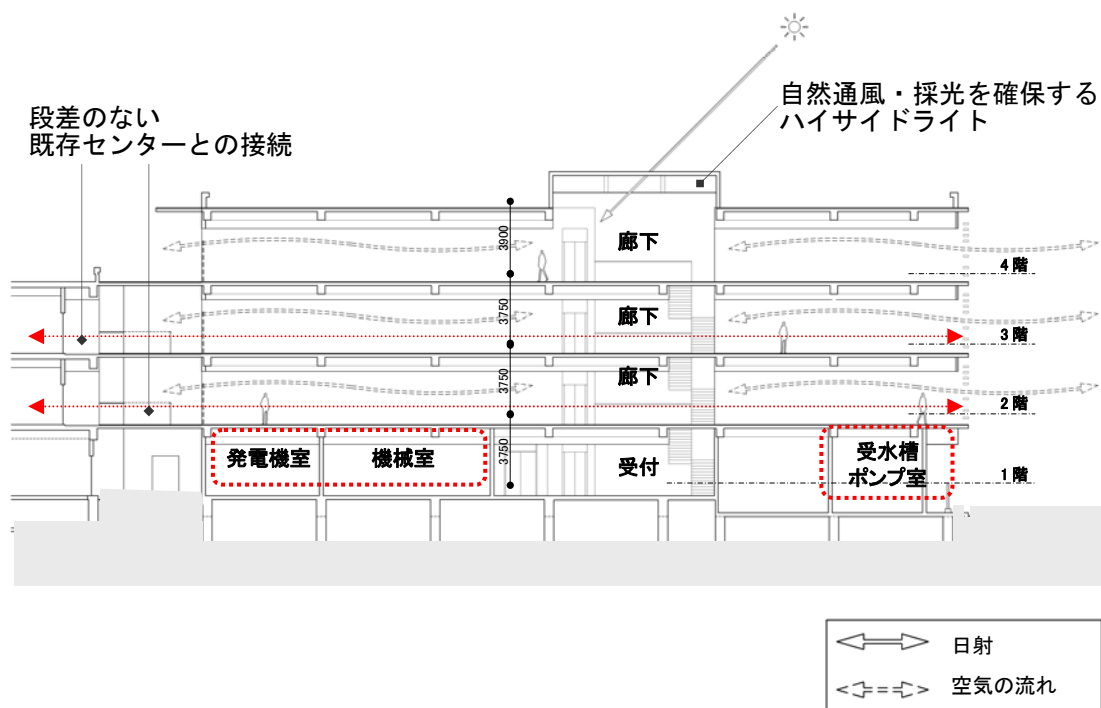 段差のない
既存センターとの接続
自然通風・採光を確保する
ハイサイドライト
3900
廊下
4階
3750
廊下
3階
3750
廊下
2階
発電機室
機械室
3750
受付
受水槽
ポンプ室
1階
日射
空気の流れ